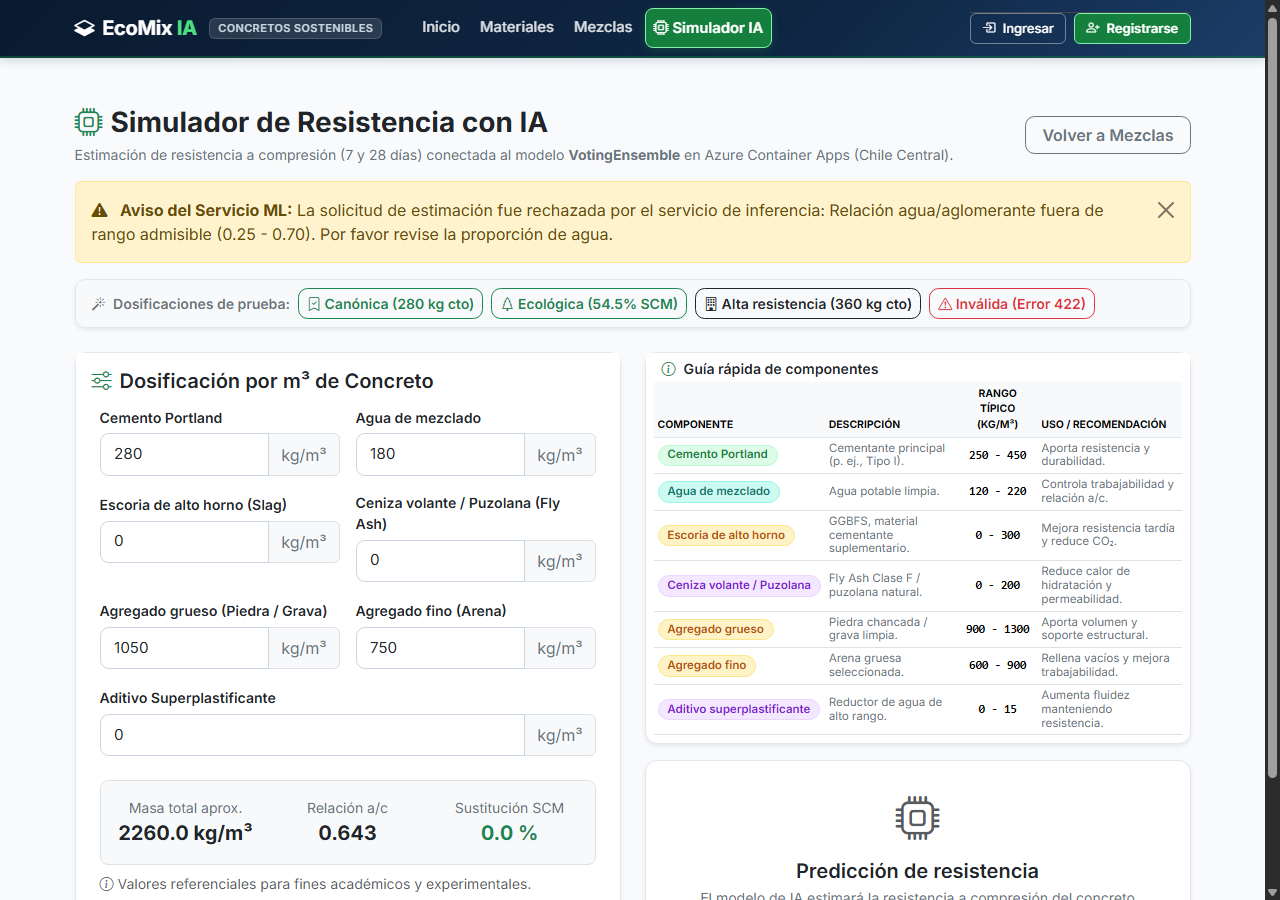 EcoMix IA
CONCRETOS SOSTENIBLES
Inicio
Materiales
Mezclas
Simulador IA
Ingresar
Registrarse
Simulador de Resistencia con IA
Estimación de resistencia a compresión (7 y 28 días) conectada al modelo VotingEnsemble en Azure Container Apps (Chile Central).
Volver a Mezclas
Aviso del Servicio ML: La solicitud de estimación fue rechazada por el servicio de inferencia: Relación agua/aglomerante fuera de
rango admisible (0.25 - 0.70). Por favor revise la proporción de agua.
Dosificaciones de prueba:
Canónica (280 kg cto)
Ecológica (54.5% SCM)
Alta resistencia (360 kg cto)
Inválida (Error 422)
Dosificación por m³ de Concreto
Cemento Portland
280 kg/m³
Agua de mezclado
180 kg/m³
Escoria de alto horno (Slag)
0 kg/m³
Ceniza volante / Puzolana (Fly
Ash)
0 kg/m³
Agregado grueso (Piedra / Grava)
1050 kg/m³
Agregado fino (Arena)
750 kg/m³
Aditivo Superplastificante
0 kg/m³
Masa total aprox.
2260.0 kg/m³
Relación a/c
0.643
Sustitución SCM
0.0 %
Valores referenciales para fines académicos y experimentales.
Guía rápida de componentes
COMPONENTE
DESCRIPCIÓN
RANGO
TÍPICO
(KG/M³)
USO / RECOMENDACIÓN
Cemento Portland
Cementante principal
(p. ej., Tipo I).
250 - 450
Aporta resistencia y
durabilidad.
Agua de mezclado
Agua potable limpia.
120 - 220
Controla trabajabilidad y
relación a/c.
Escoria de alto horno
GGBFS, material
cementante
suplementario.
0 - 300
Mejora resistencia tardía
y reduce CO₂.
Ceniza volante / Puzolana
Fly Ash Clase F /
puzolana natural.
0 - 200
Reduce calor de
hidratación y
permeabilidad.
Agregado grueso
Piedra chancada /
grava limpia.
900 - 1300
Aporta volumen y
soporte estructural.
Agregado fino
Arena gruesa
seleccionada.
600 - 900
Rellena vacíos y mejora
trabajabilidad.
Aditivo superplastificante
Reductor de agua de
alto rango.
0 - 15
Aumenta fluidez
manteniendo
resistencia.
Predicción de resistencia
El modelo de IA estimará la resistencia a compresión del concreto